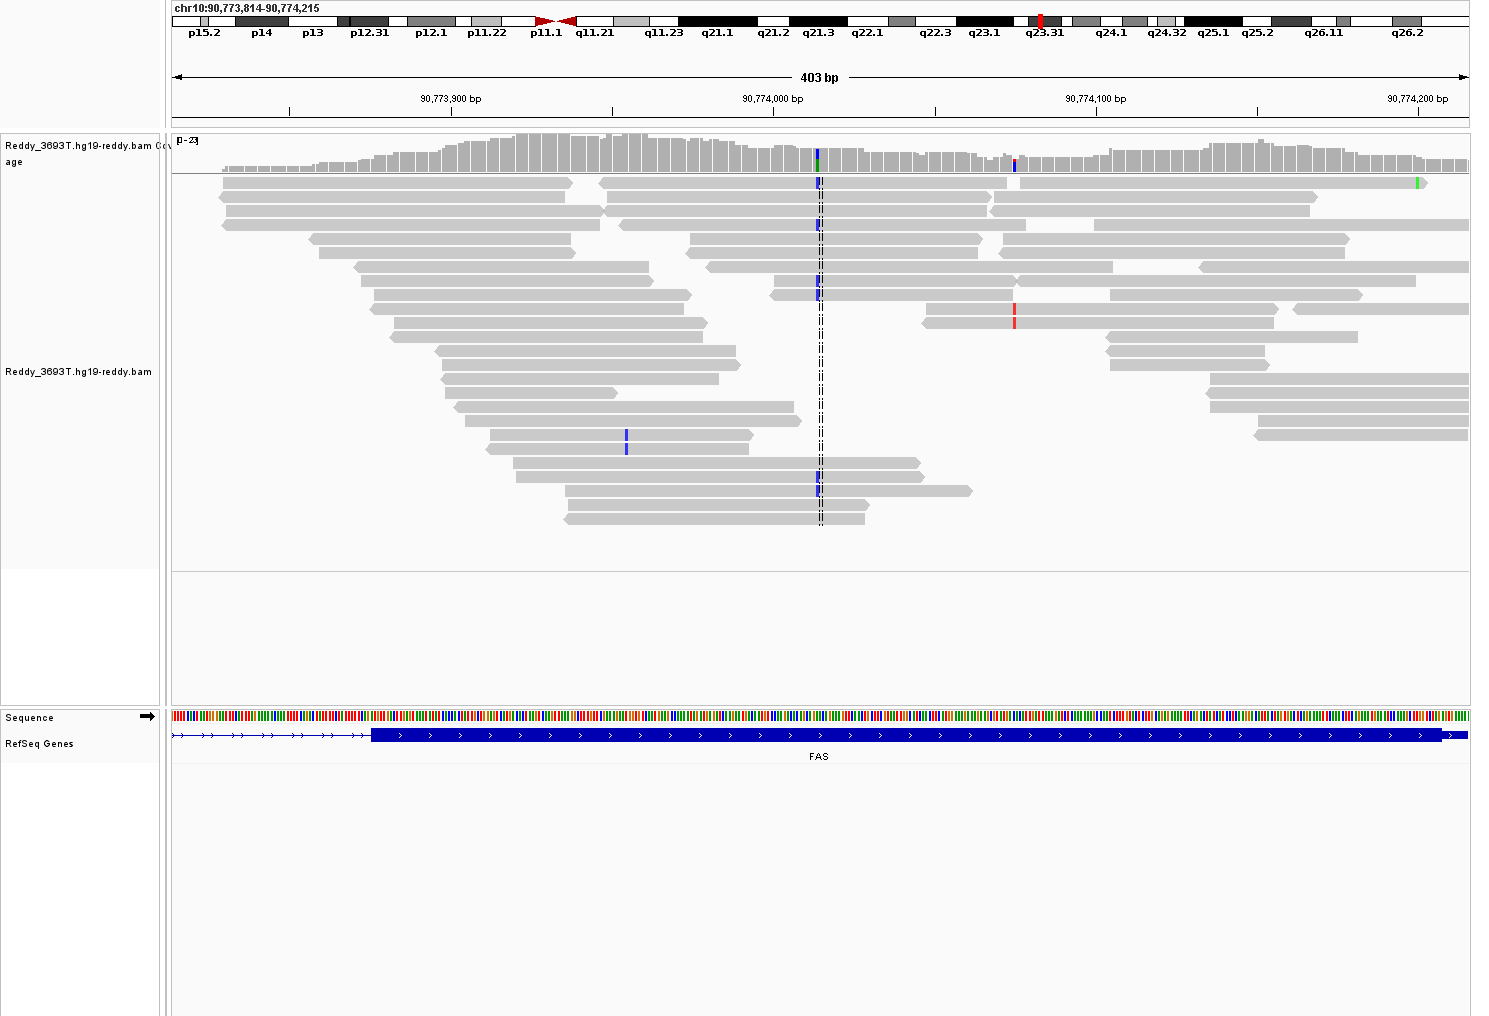 chr10:90,773,814-90,774,215
p15.2 p14 p13 p12.31 p12.1 p11.22 p11.1 q11.21 q11.23 q21.1 q21.2 q21.3 q22.1 q22.3 q23.1 q23.31 q24.1 q24.32 q25.1 q25.2 q26.11 q26.2
403 bp
90,773,900 bp 90,774,000 bp 90,774,100 bp 90,774,200 bp
[0-23]
Reddy_3693T.hg19-reddy.bam Cov
age
Reddy_3693T.hg19-reddy.bam
Sequence
RefSeq Genes
FAS